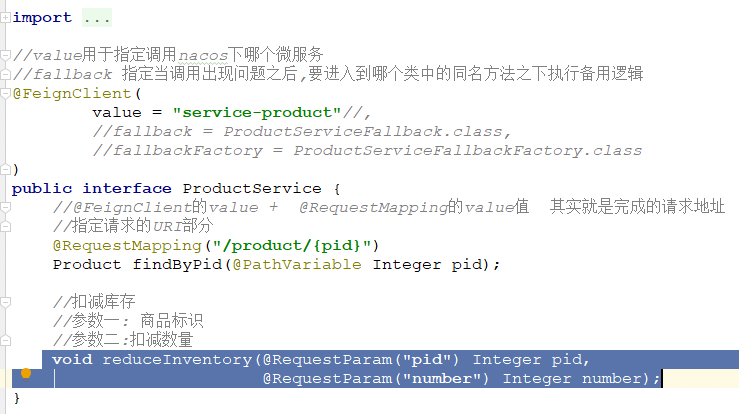 import ...
//value用于指定调用nacos下哪个微服务
//fallback 指定当调用出现问题之后,要进入到哪个类中的同名方法之下执行备用逻辑
@FeignClient(
value = "service-product"//,
//fallback = ProductServiceFallback.class,
//fallbackFactory = ProductServiceFallbackFactory.class
)
public interface ProductService {
//@FeignClient的value +  @RequestMapping的value值  其实就是完成的请求地址
//指定请求的URI部分
@RequestMapping("/product/{pid}")
Product findByPid(@PathVariable Integer pid);
//扣减库存
//参数一: 商品标识
//参数二:扣减数量
void reduceInventory(@RequestParam("pid") Integer pid,
@RequestParam("number") Integer number);
}